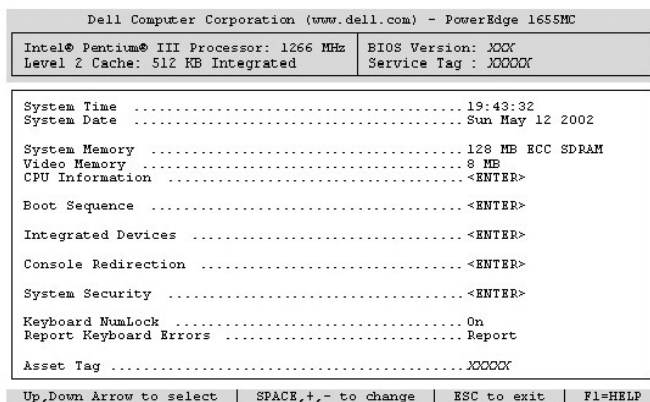 Dell Computer Corporation (www.dell.com) - PowerEdge 1655MC
Intel® Pentium® III Processor: 1266 MHz
Level 2 Cache: 512 KB Integrated
BIOS Version: XXX
Service Tag : XXXXX
System Time ....................................... 19:43:32
System Date ....................................... Sun May 12 2002
System Memory ..................................... 128 MB ECC SDRAM
Video Memory ...................................... 8 MB
CPU Information ................................... <ENTER>
Boot Sequence ..................................... <ENTER>
Integrated Devices ................................ <ENTER>
Console Redirection ............................... <ENTER>
System Security ................................... <ENTER>
Keyboard NumLock .................................. On
Report Keyboard Errors ............................ Report
Asset Tag .......................................... XXXXX
Up,Down Arrow to select | SPACE,+,- to change | ESC to exit | F1=HELP